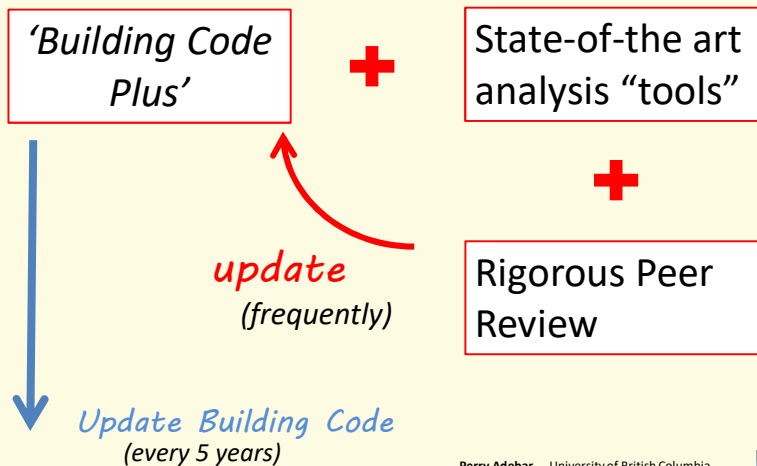 ‘Building Code
Plus’
State-of-the art
analysis “tools”
update
(frequently)
Rigorous Peer
Review
Update Building Code
(every 5 years)
Perry Adebar University of British Columbia